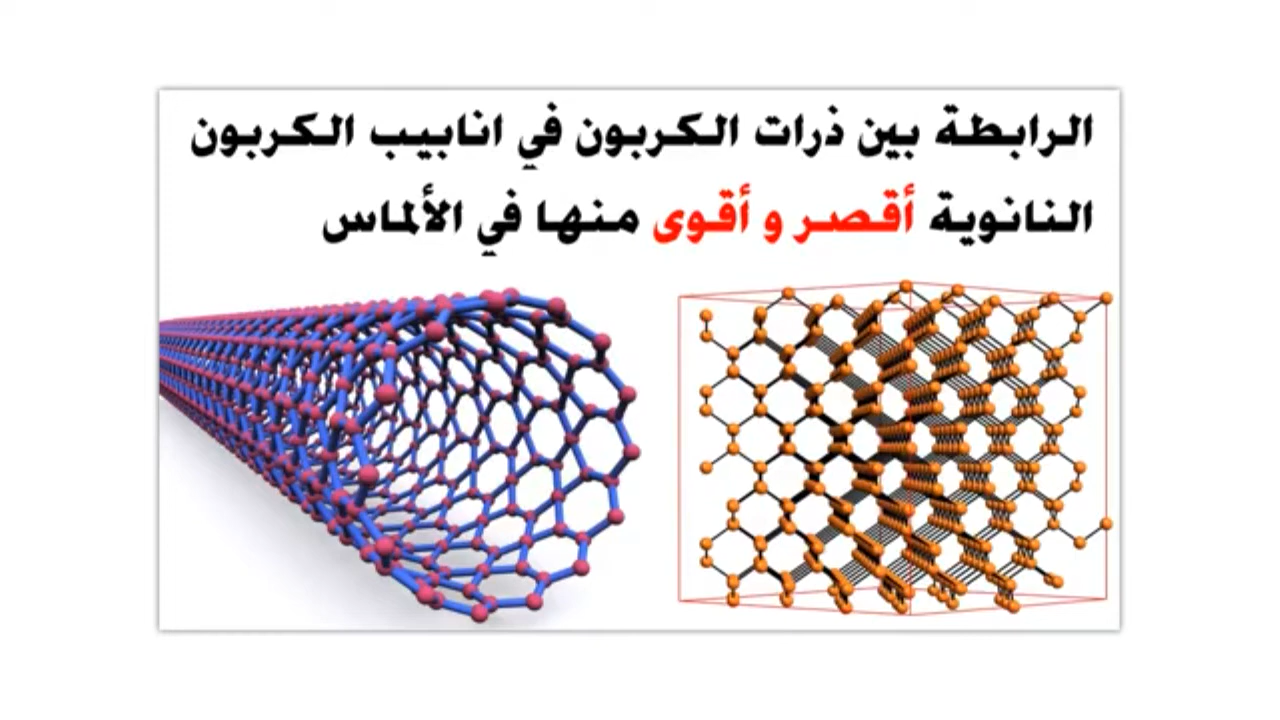 الرابطة بين ذرات الكربون في انابيب الكربون
النانوية أقصر و أقوى منها في الألماس